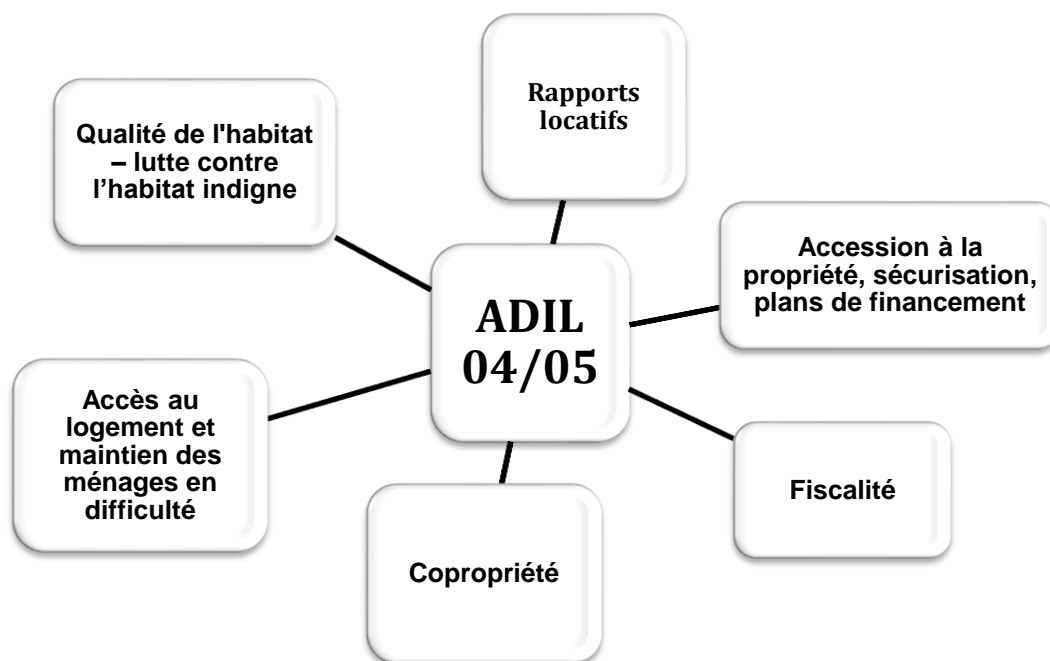 Rapports
locatifs
Qualité de l'habitat
– lutte contre
l’habitat indigne
Accession à la
propriété, sécurisation,
plans de financement
ADIL
04/05
Accès au
logement et
maintien des
ménages en
difficulté
Fiscalité
Copropriété